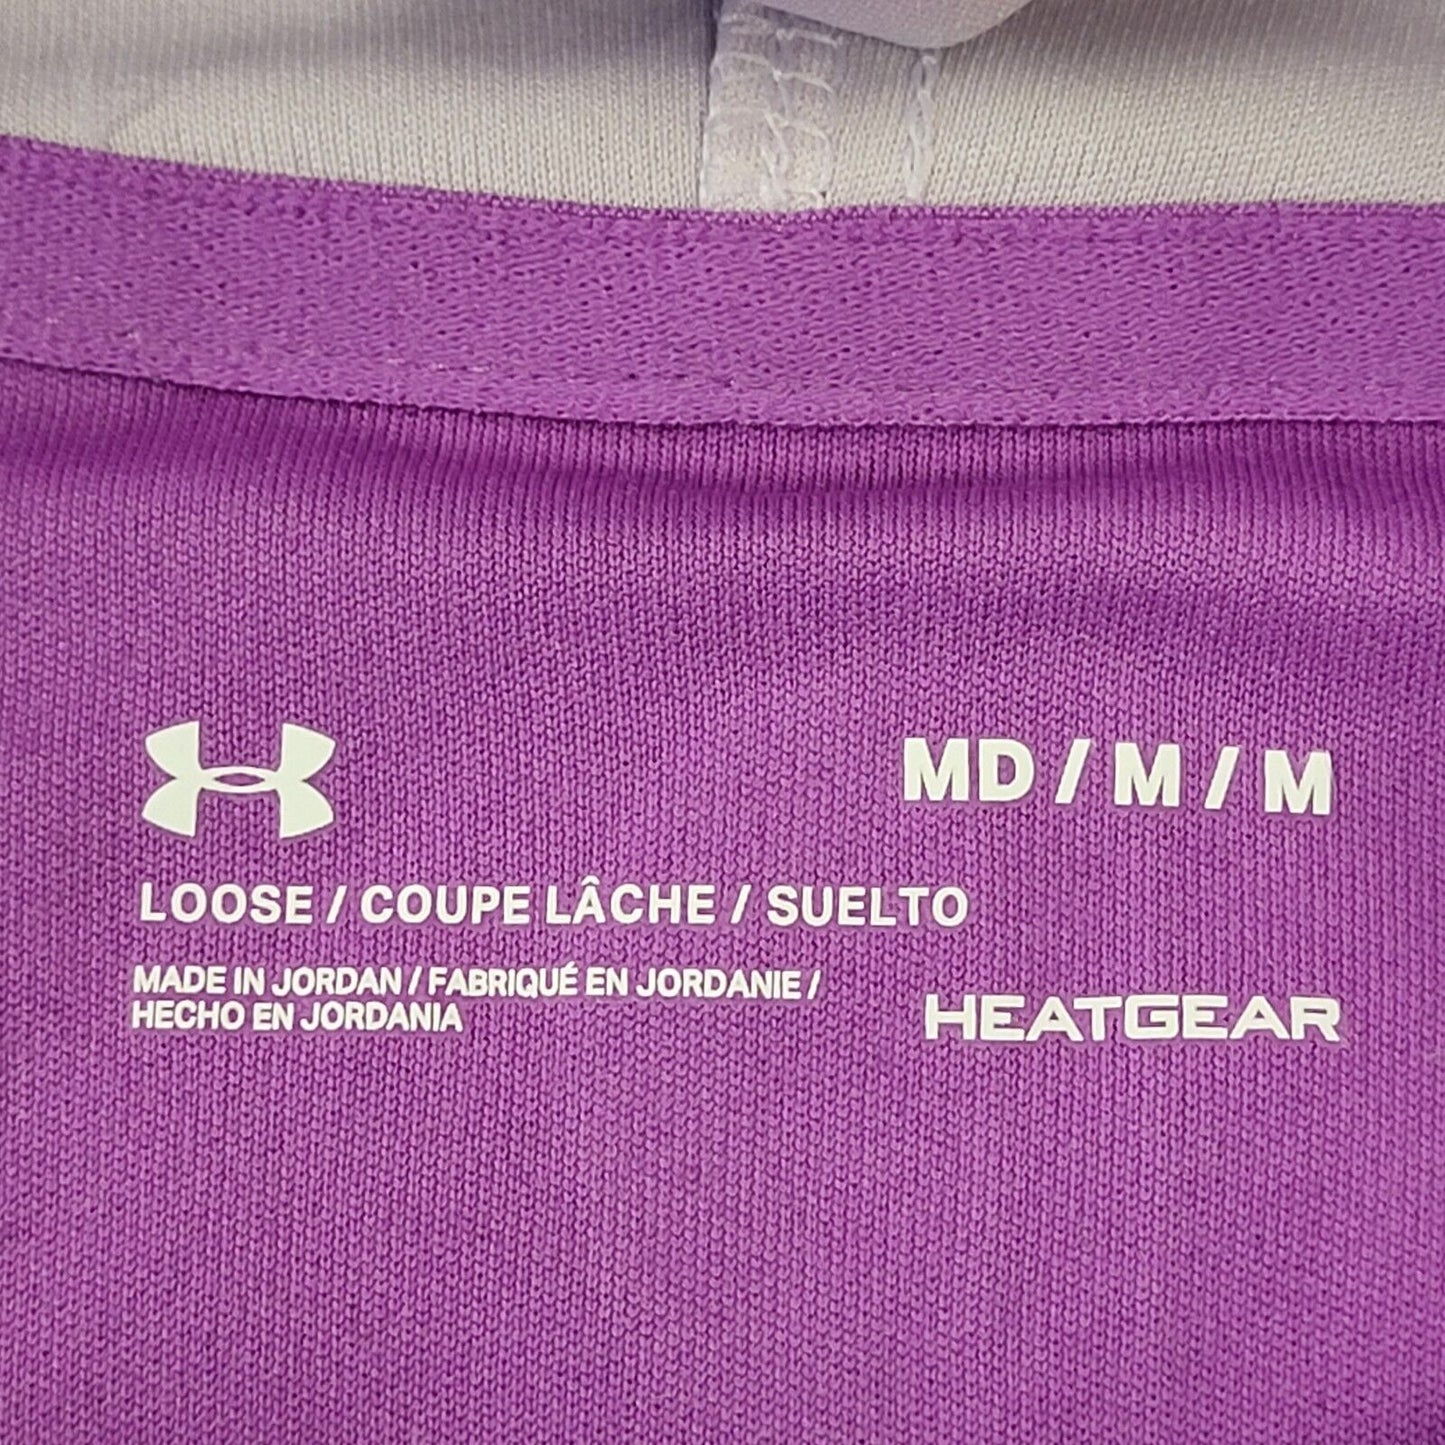 MD / M / M
LOOSE / COUPE LÂCHE / SUELTO
MADE IN JORDAN / FABRIQUÉ EN JORDANIE /
HECHO EN JORDANIA
HEATGEAR